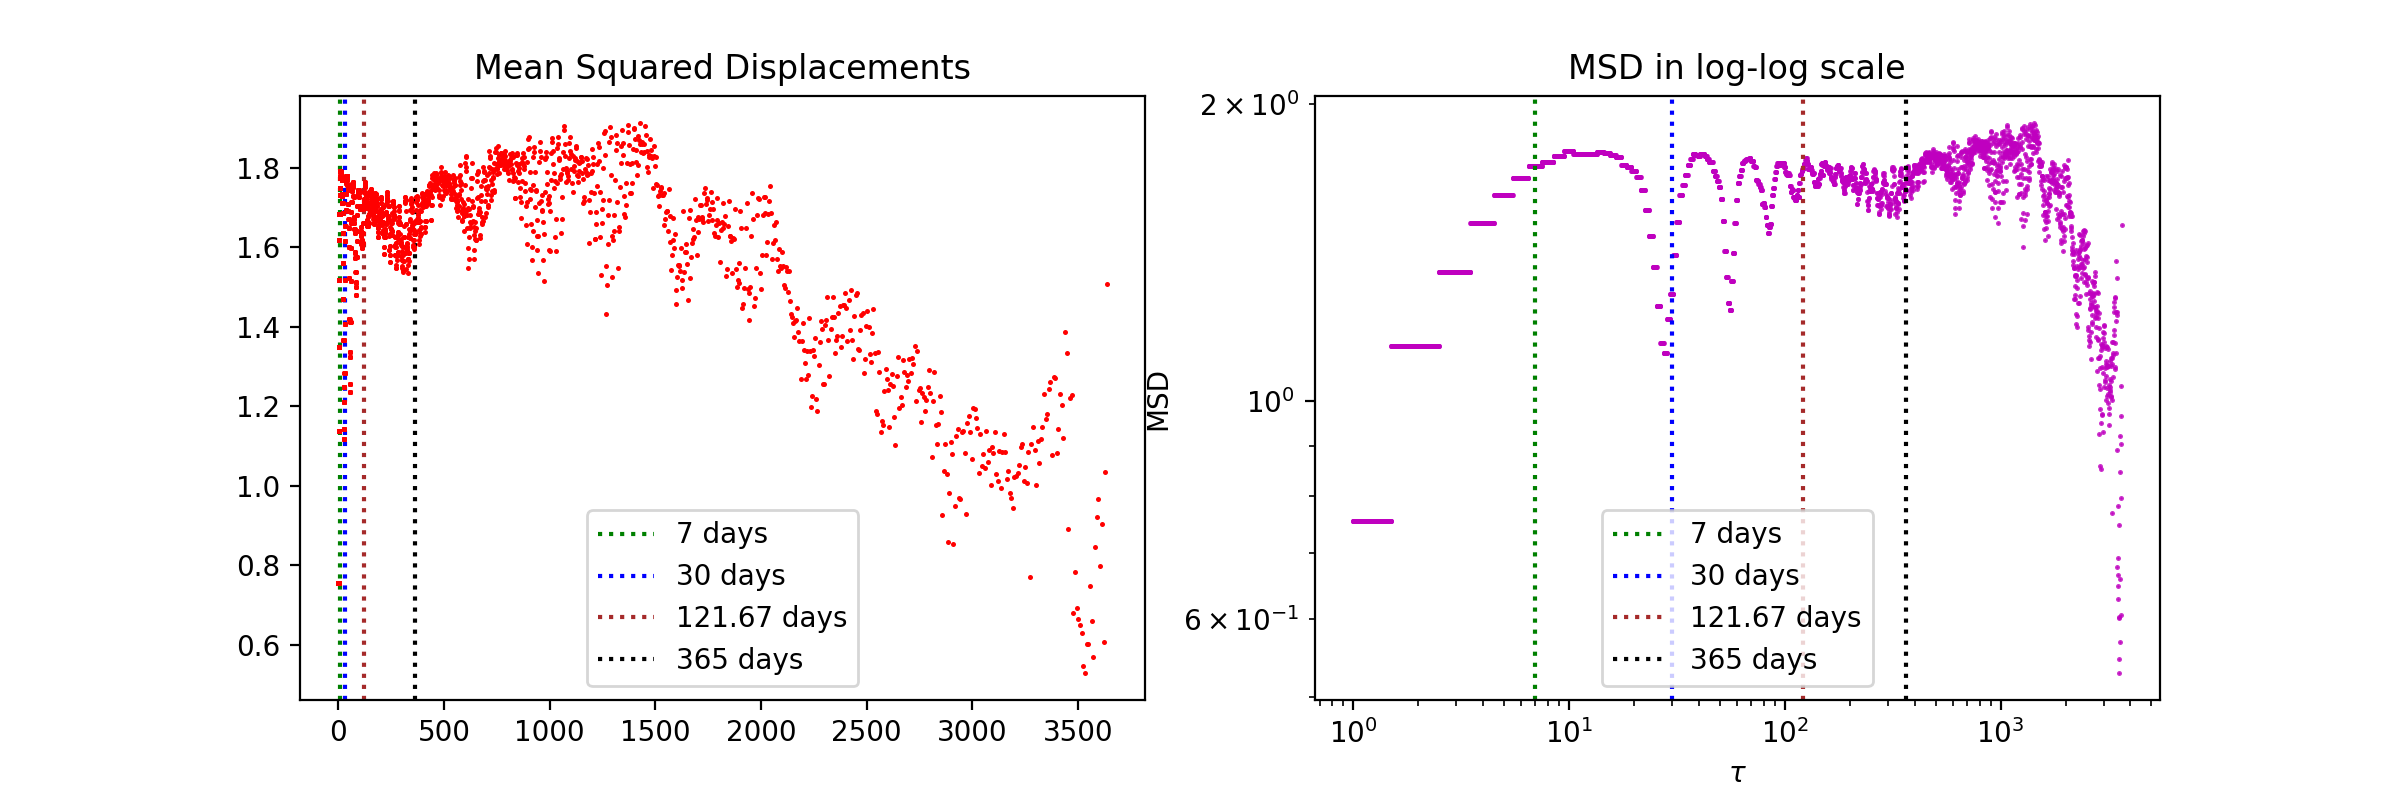 Mean Squared Displacements
1.8
1.6
1.4
1.2
1.0
0.8
0.6
0
500
1000
1500
2000
2500
3000
3500
7 days
30 days
121.67 days
365 days
MSD in log-log scale
MSD
2 × 10⁰
10⁰
6 × 10⁻¹
10⁰
10¹
10²
10³
τ
7 days
30 days
121.67 days
365 days